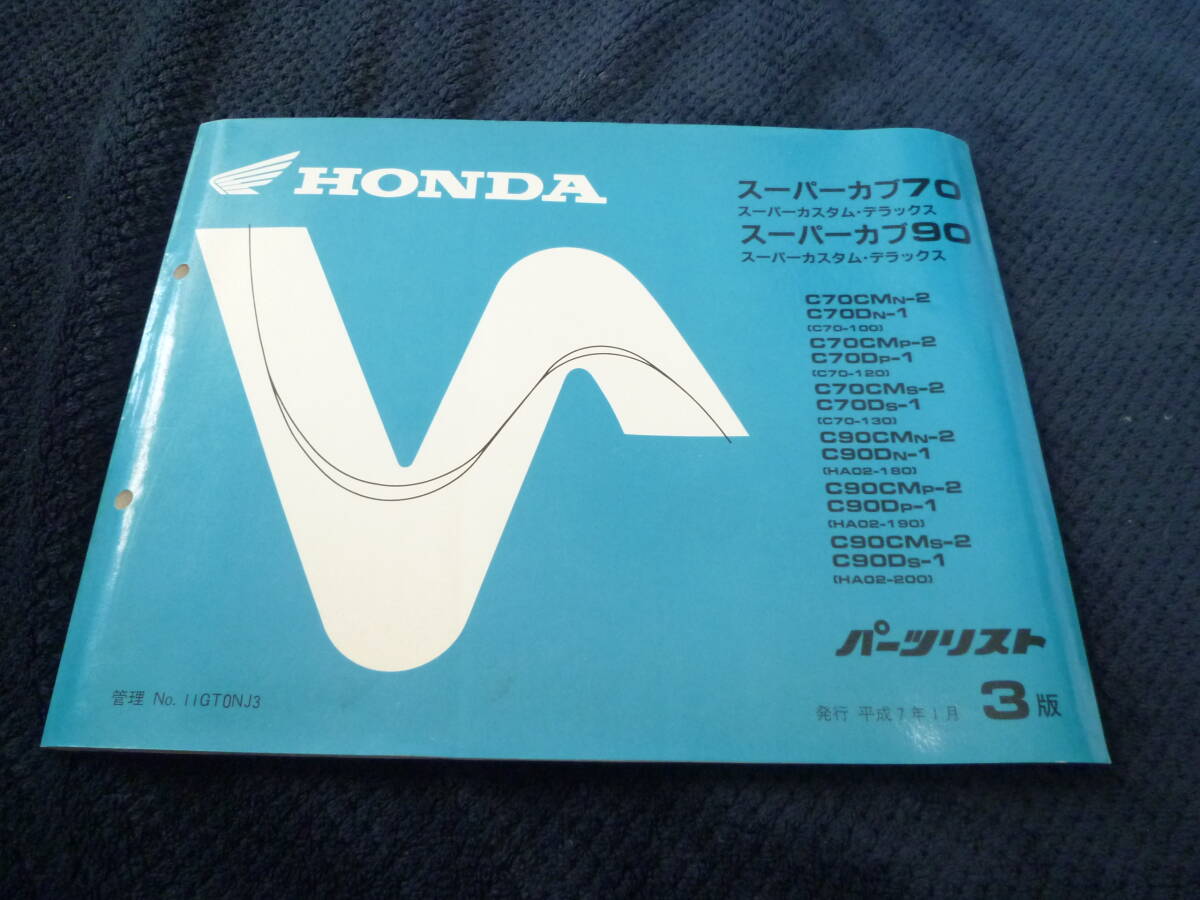 HONDA
スーパーカブ70
スーパーカスタム・デラックス
スーパーカブ90
スーパーカスタム・デラックス
C70CMN-2
C70DN-1
(C70-100)
C70CMP-2
C70DP-1
(C70-120)
C70CMS-2
C70DS-1
(C70-130)
C90CMN-2
C90DN-1
(HA02-180)
C90CMP-2
C90DP-1
(HA02-190)
C90CMS-2
C90DS-1
(HA02-200)
パーツリスト
管理 No. 11GT0NJ3
発行 平成7年1月 3版